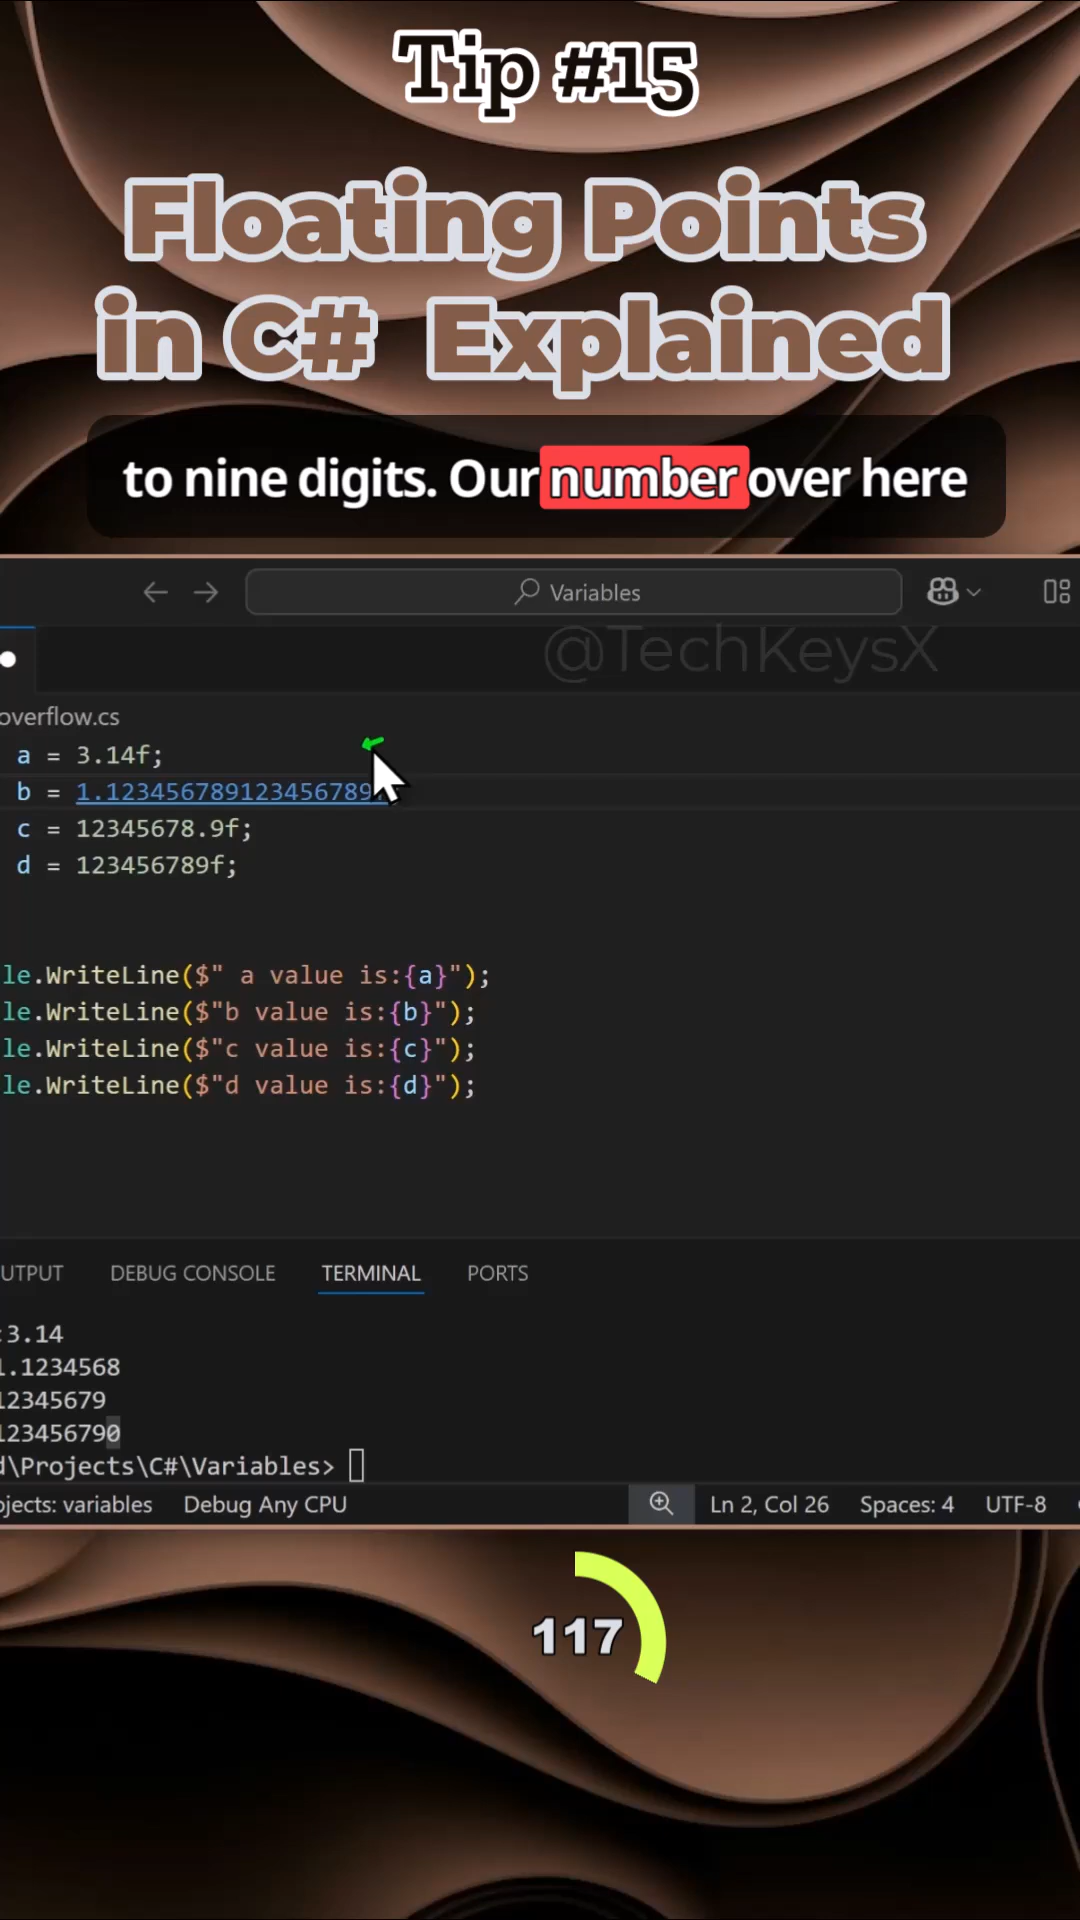 Tip #15
Floating Points
in C# Explained
to nine digits. Our number over here
Variables
@TechKeysX
overflow.cs
a = 3.14f;
b = 1.123456789123456789
c = 12345678.9f;
d = 123456789f;
le.WriteLine($" a value is:{a}");
le.WriteLine($"b value is:{b}");
le.WriteLine($"c value is:{c}");
le.WriteLine($"d value is:{d}");
UTPUT DEBUG CONSOLE TERMINAL PORTS
:3.14
1.1234568
12345679
123456790
d\Projects\C#\Variables>
ojects: variables Debug Any CPU Ln 2, Col 26 Spaces: 4 UTF-8
117